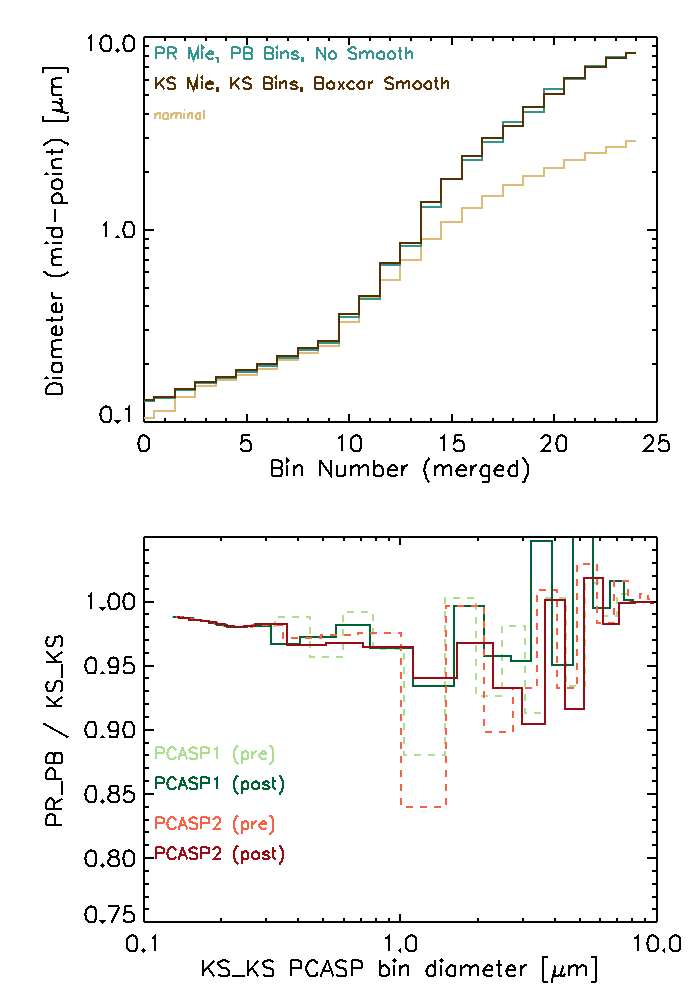 10.0
PR Mie, PB Bins, No Smooth
KS Mie, KS Bins, Boxcar Smooth
nominal
1.0
0.1
Diameter (mid-point) [μm]
0 5 10 15 20 25
Bin Number (merged)
1.00
0.95
0.90
0.85
0.80
0.75
PR_PB / KS_KS
PCASP1 (pre)
PCASP1 (post)
PCASP2 (pre)
PCASP2 (post)
0.1 1.0 10.0
KS_KS PCASP bin diameter [μm]